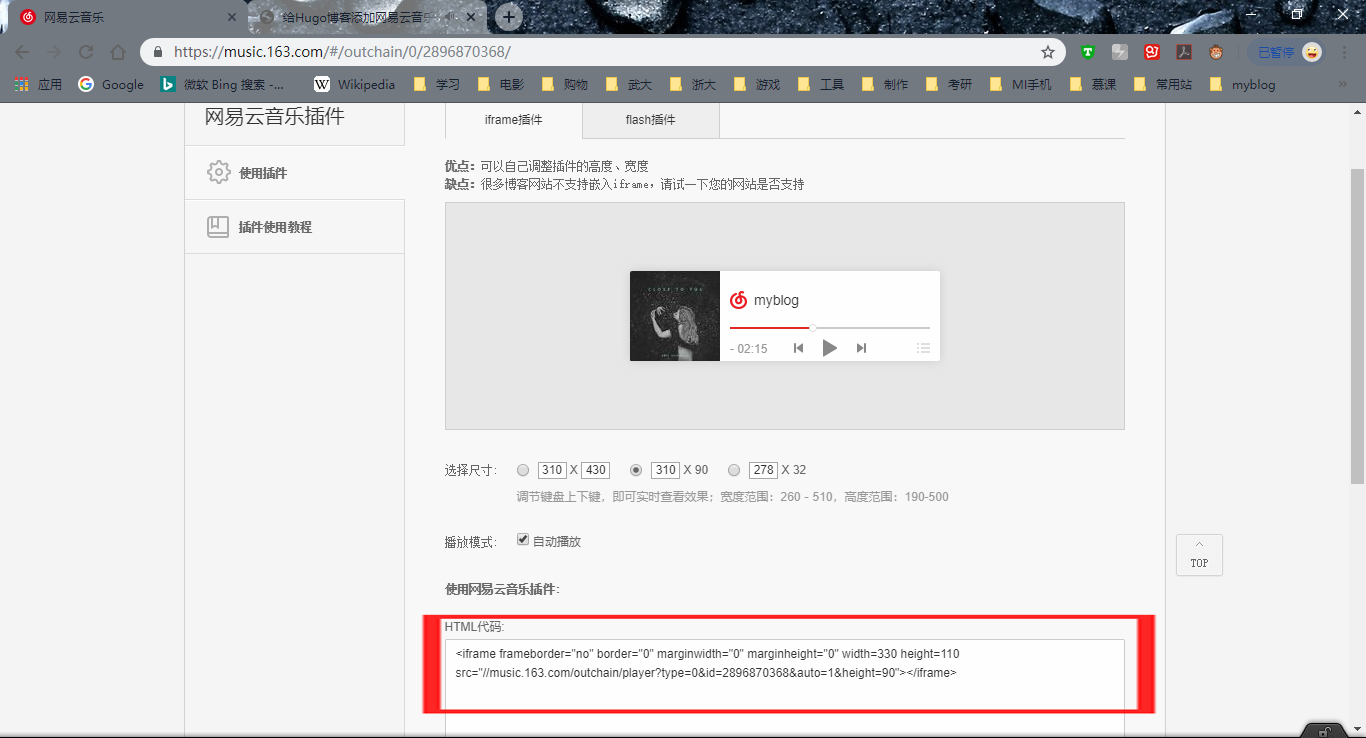 网易云音乐
给Hugo博客添加网易云音乐
https://music.163.com/#/outchain/0/2896870368/
已暂停
应用 Google 微软 Bing 搜索 -... Wikipedia 学习 电影 购物 武大 浙大 游戏 工具 制作 考研 MI手机 慕课 常用站 myblog
网易云音乐插件
使用插件
插件使用教程
iframe插件 flash插件
优点：可以自己调整插件的高度、宽度
缺点：很多博客网站不支持嵌入iframe，请试一下您的网站是否支持
CLOSE TO YOU
myblog
- 02:15
选择尺寸： 310 X 430 310 X 90 278 X 32
调节键盘上下键，即可实时查看效果；宽度范围：260 - 510，高度范围：190-500
播放模式： 自动播放
使用网易云音乐插件:
HTML代码:
<iframe frameborder="no" border="0" marginwidth="0" marginheight="0" width=330 height=110
src="//music.163.com/outchain/player?type=0&id=2896870368&auto=1&height=90"></iframe>
TOP